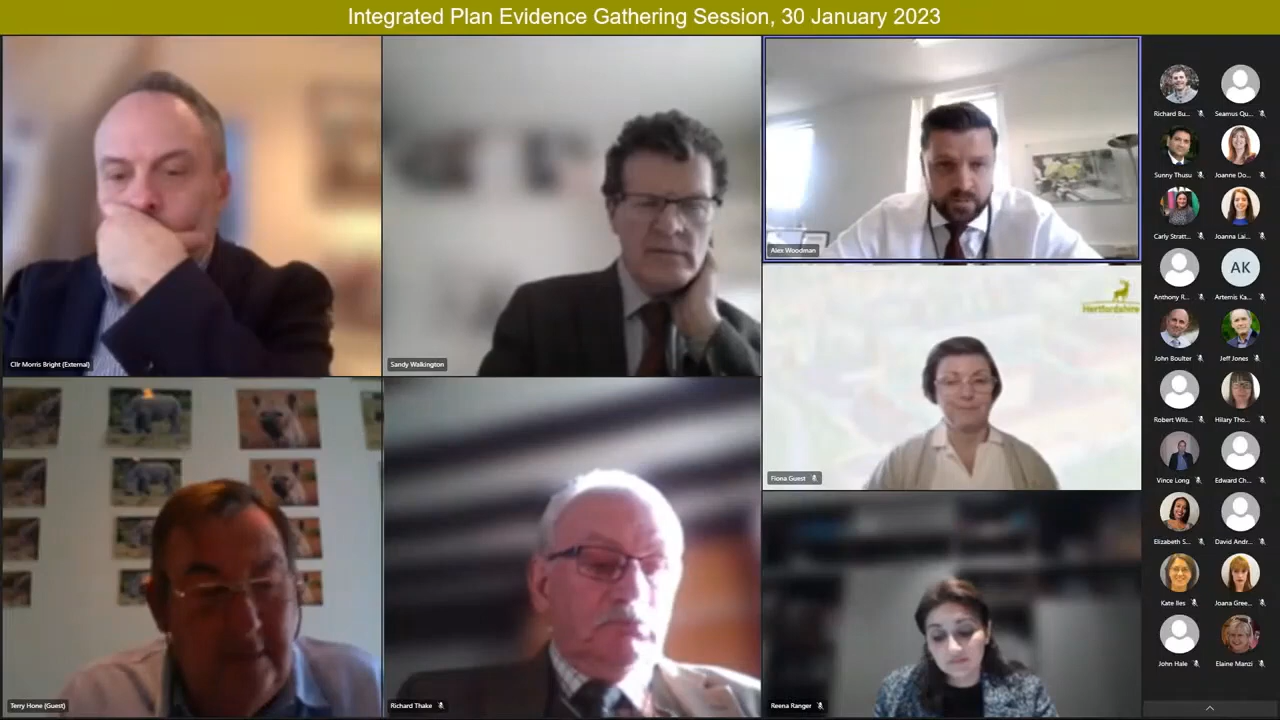 Integrated Plan Evidence Gathering Session, 30 January 2023
Cllr Morris Bright (External)
Sandy Walkington
Alex Woodman
Hertfordshire
Fiona Guest
Terry Hone (Guest)
Richard Thake
Reena Ranger
Richard Bu... Seamus Qu...
Sunny Thusu Joanne Do...
Carly Stratt... Joanna Lai...
AK
Anthony R... Artemis Ka...
John Boulter Jeff Jones
Robert Wils... Hilary Tho...
Vince Long Edward Ch...
Elizabeth S... David Andr...
Kate Iles Joana Gree...
John Hale Elaine Manzi